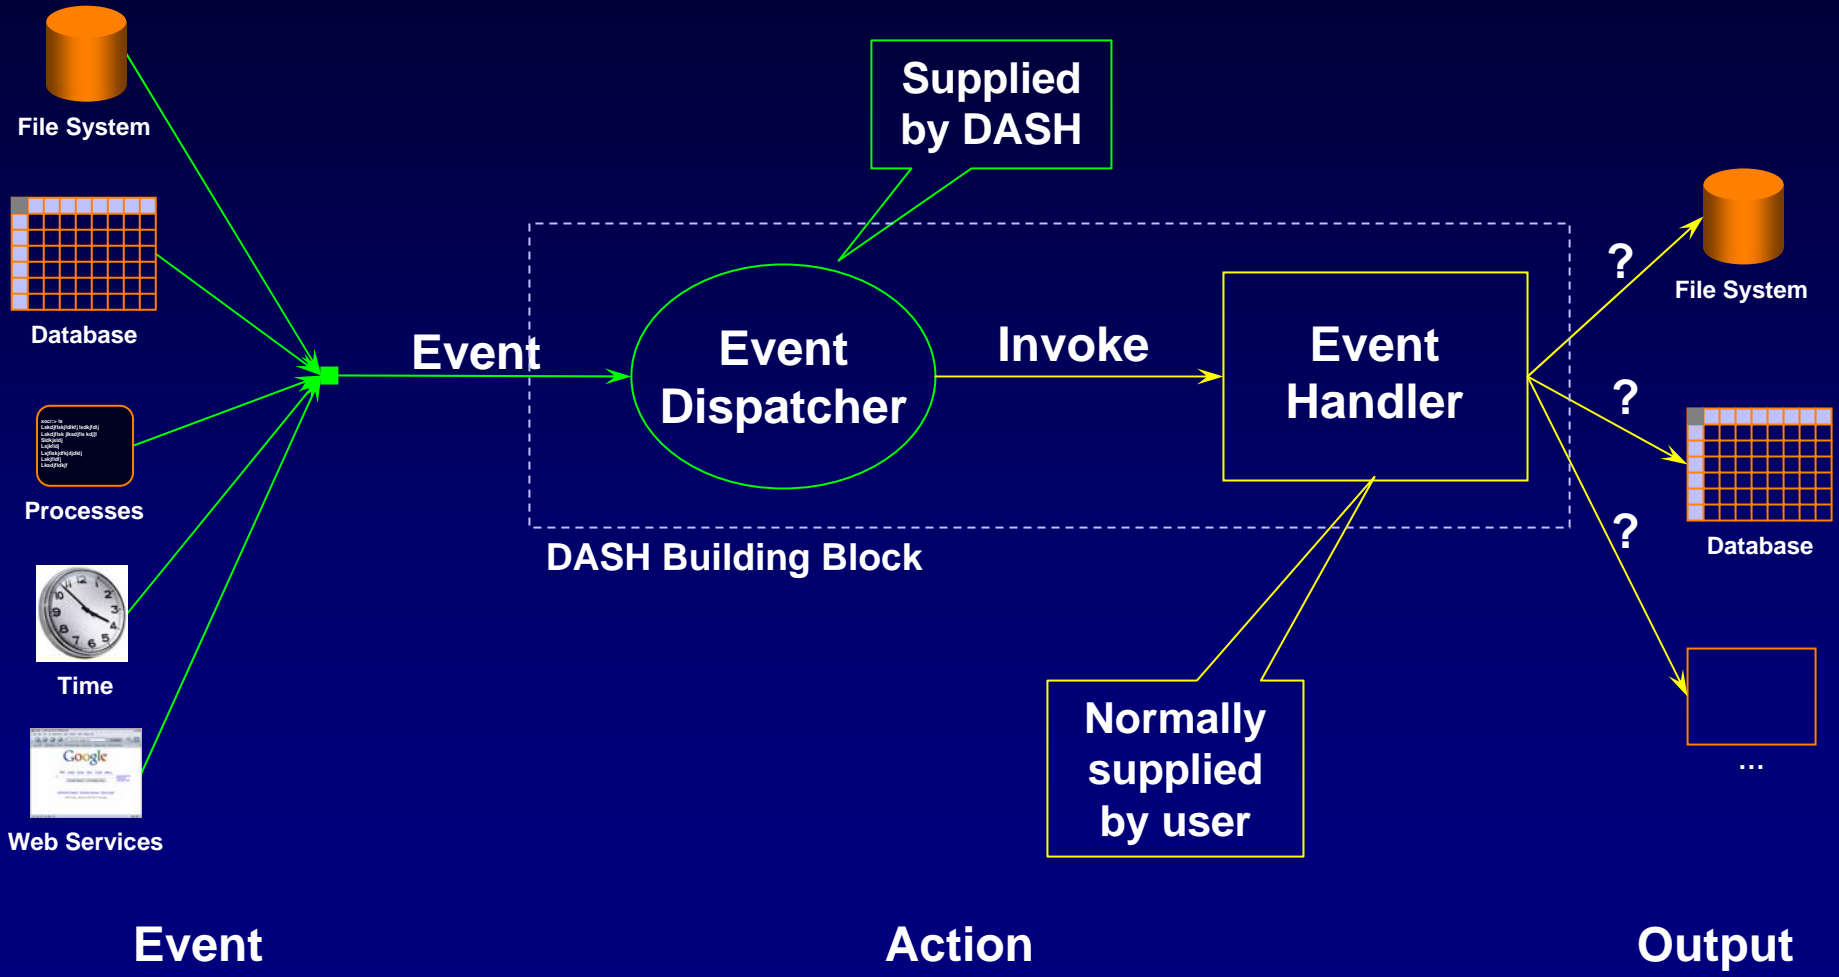 Supplied
by DASH
File System
Database
Event
Event
Dispatcher
Invoke
Event
Handler
?
File System
?
Database
?
…
Processes
DASH Building Block
Time
Google
Web Services
Normally
supplied
by user
Event
Action
Output